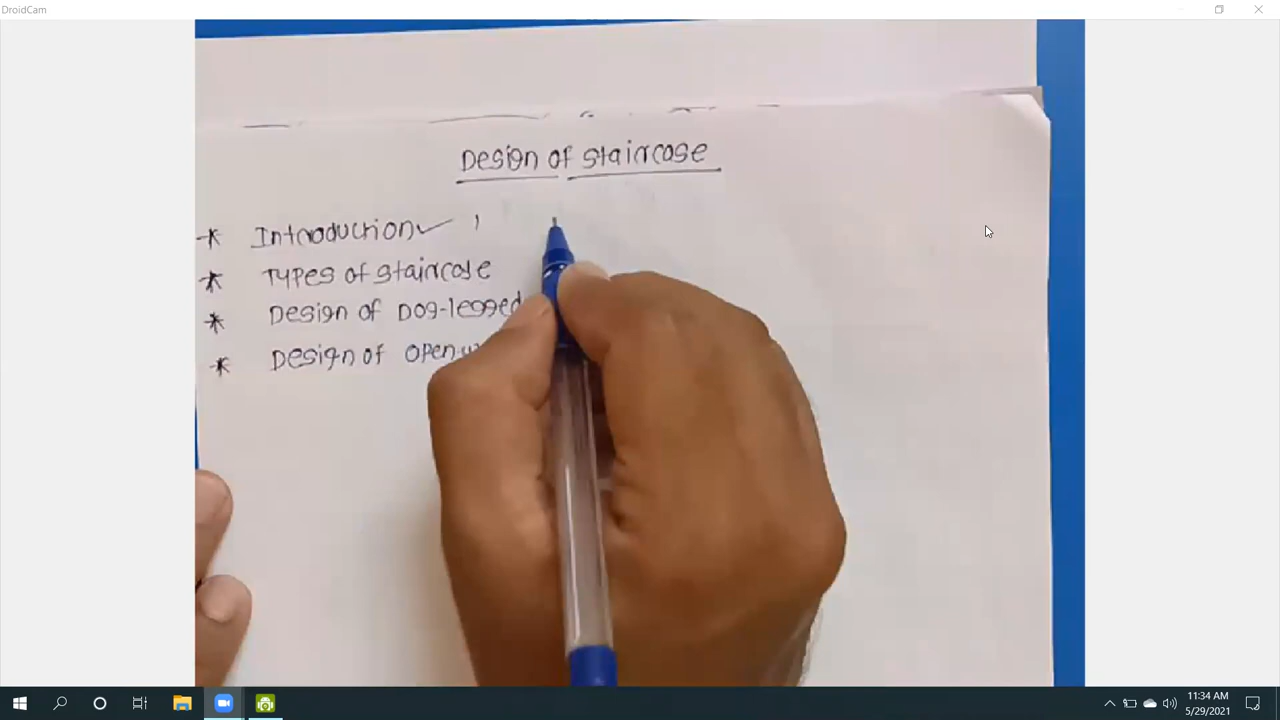 DroidCam
Design of staircase
* Introduction ✓
* Types of staircase
* Design of Dog-legged
* Design of open
11:34 AM
5/29/2021